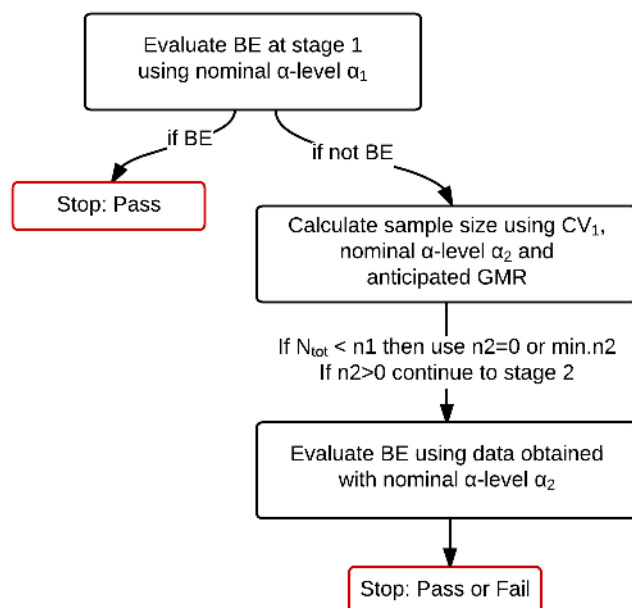 Evaluate BE at stage 1
using nominal α-level α₁
if BE
if not BE
Stop: Pass
Calculate sample size using CV₁,
nominal α-level α₂ and
anticipated GMR
If Nₜₒₜ < n1 then use n2=0 or min.n2
If n2>0 continue to stage 2
Evaluate BE using data obtained
with nominal α-level α₂
Stop: Pass or Fail